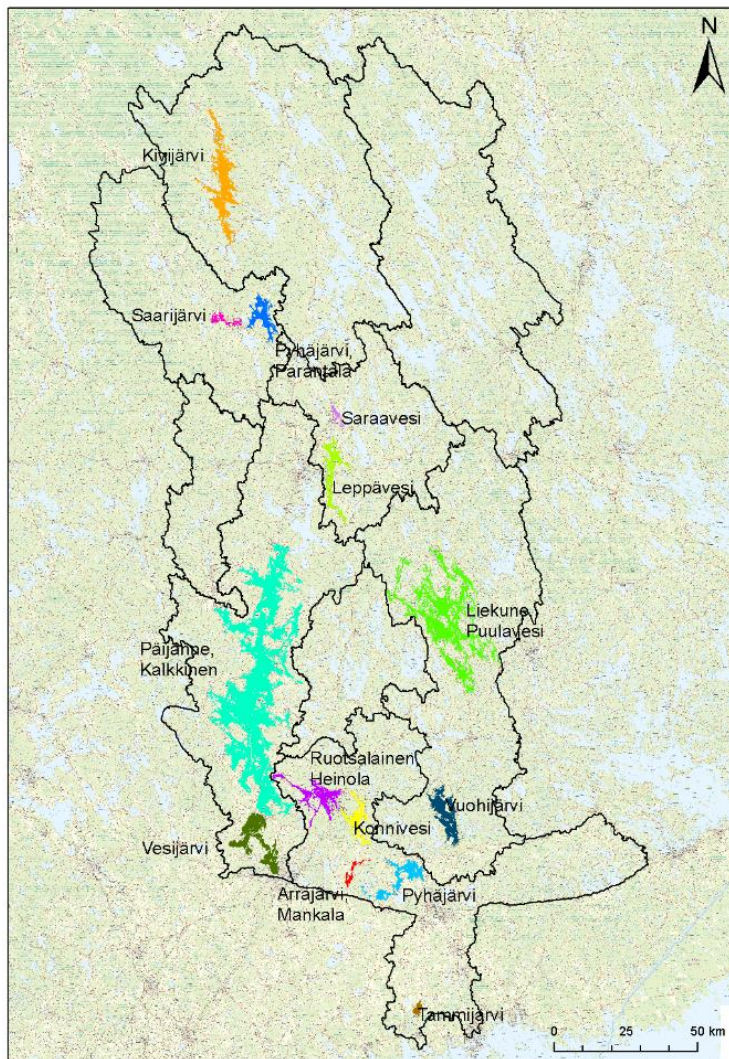 N
Kivijärvi
Saarijärvi
Pyhäjärvi,
Parantala
Saraavesi
Leppävesi
Liekune,
Puulavesi
Päijänne,
Kalkkinen
Ruotsalainen,
Heinola
Vuohijärvi
Konnivesi
Vesijärvi
Arrajärvi,
Mankala
Pyhäjärvi
Tammijärvi
0 25 50 km